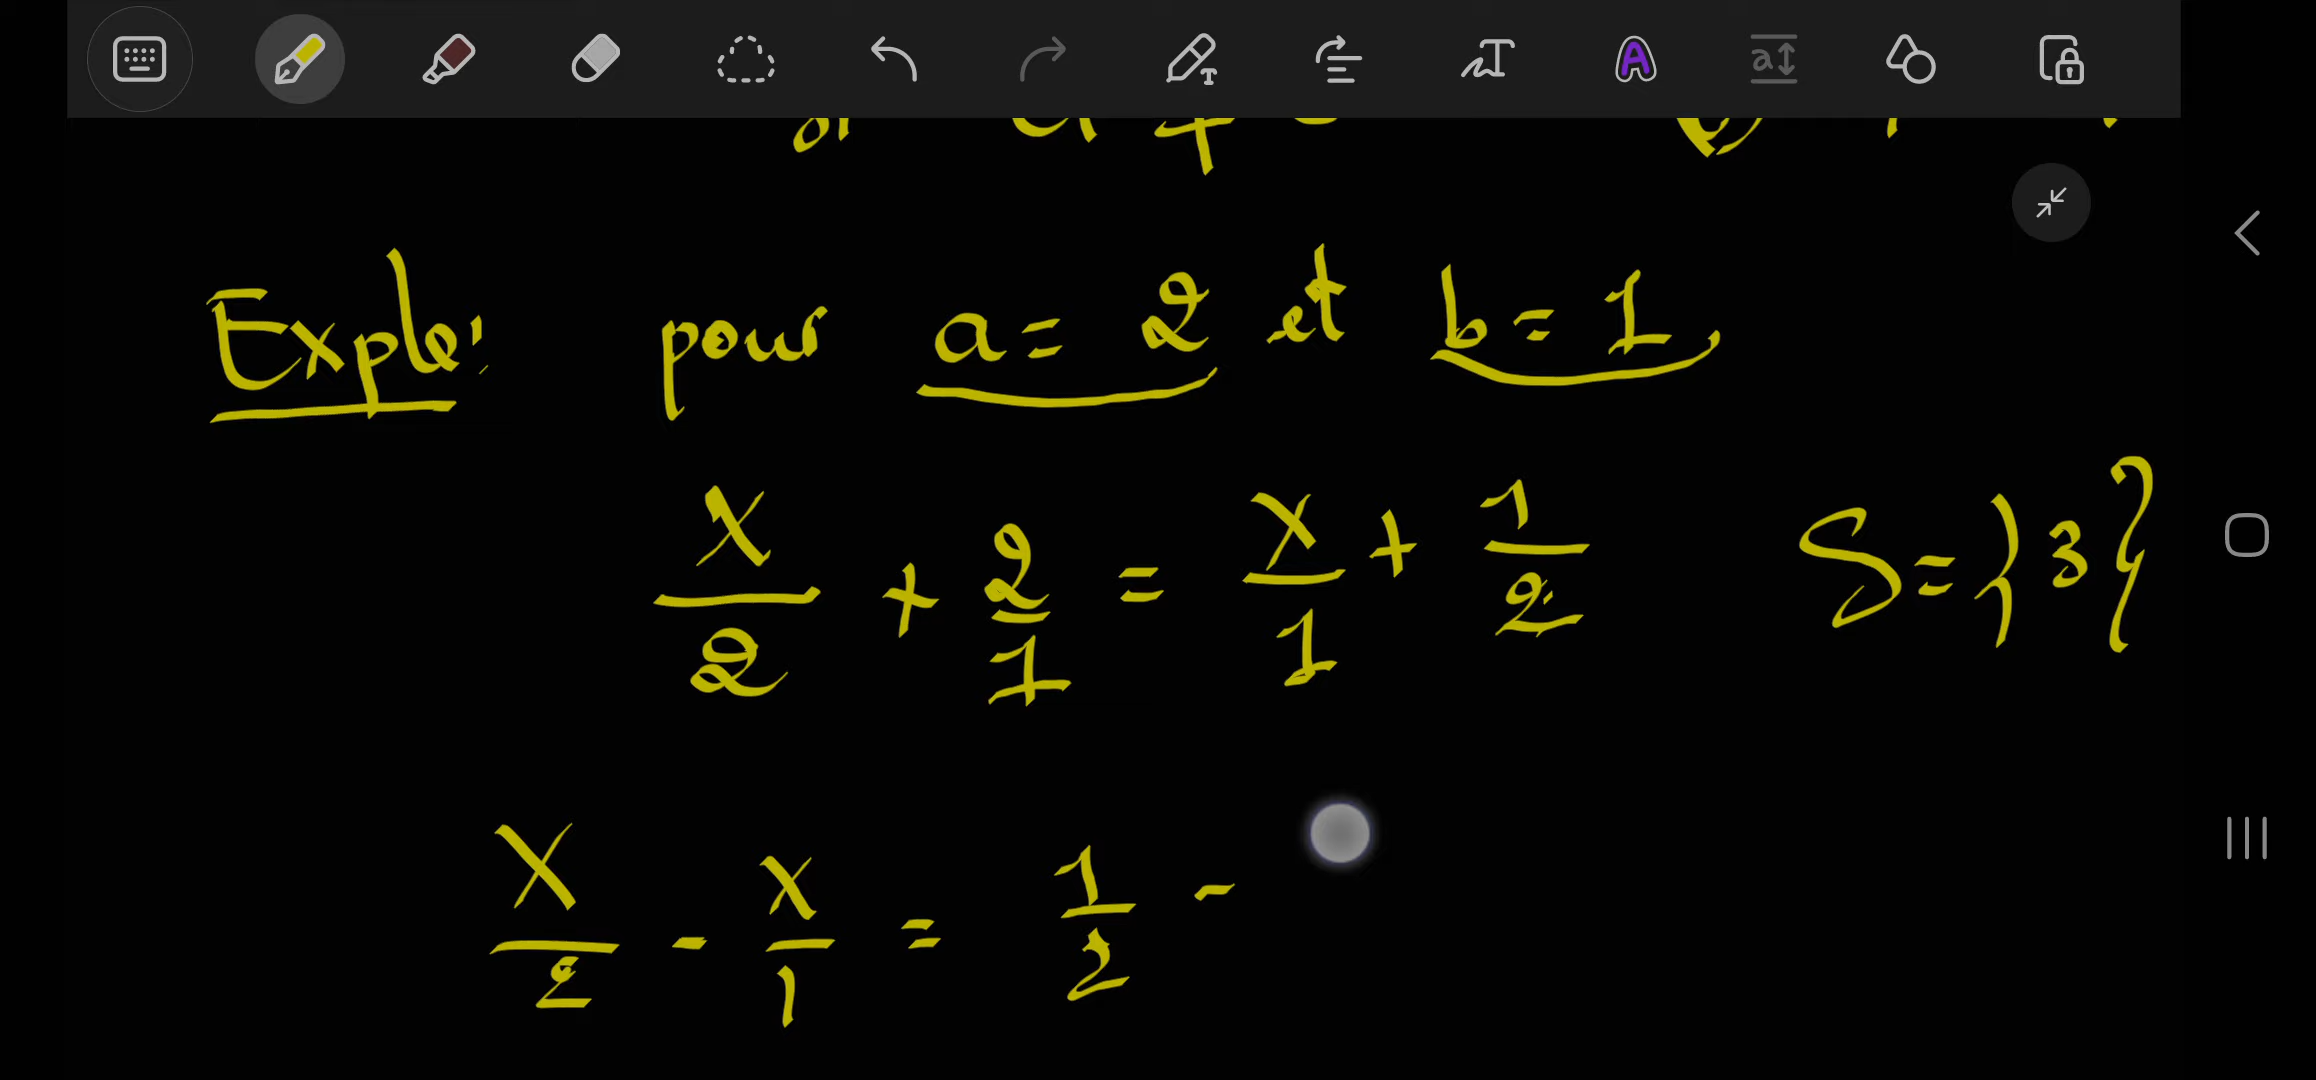 Exple: pour a = 2 et b = 1,
x/2 + 2/1 = x/1 + 1/2 S = {3}
x/2 - x/1 = 1/2 -